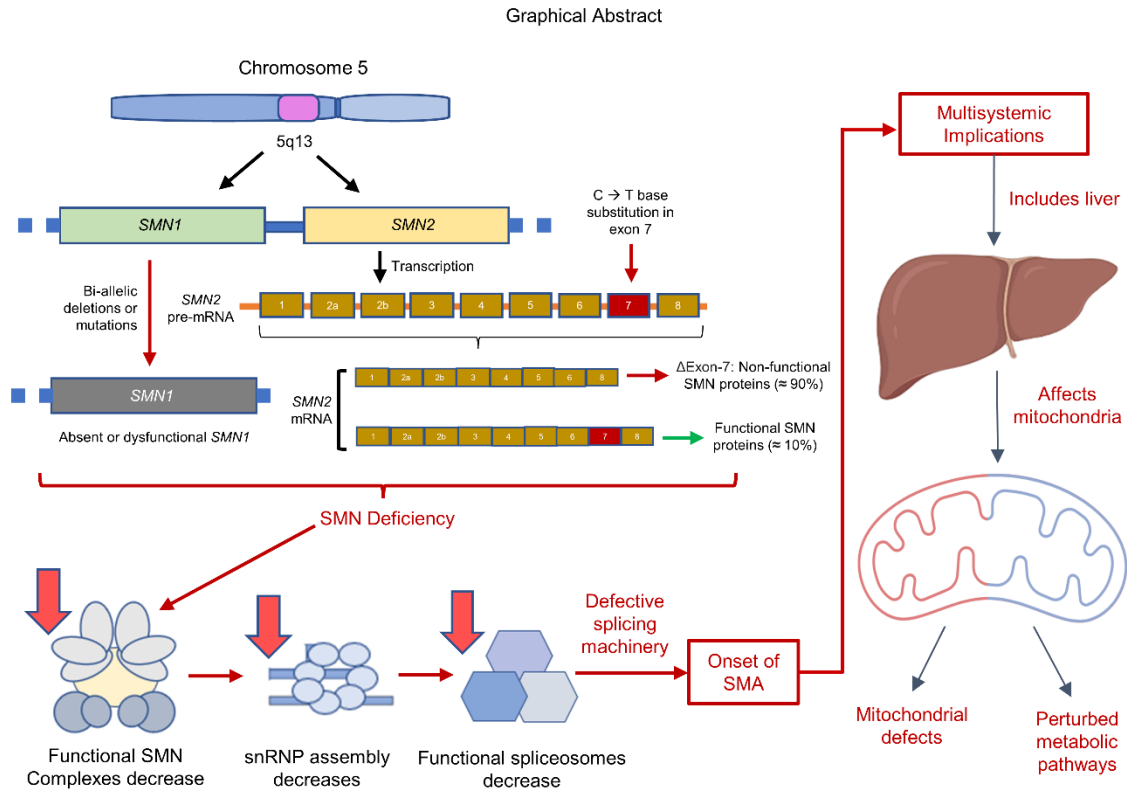 Graphical Abstract
Chromosome 5
5q13
SMN1
SMN2
C → T base
substitution in
exon 7
Transcription
Bi-allelic
deletions or
mutations
SMN2
pre-mRNA
1 2a 2b 3 4 5 6 7 8
SMN1
Absent or dysfunctional SMN1
SMN2
mRNA
1 2a 2b 3 4 5 6 8
ΔExon-7: Non-functional
SMN proteins (≈ 90%)
1 2a 2b 3 4 5 6 7 8
Functional SMN
proteins (≈ 10%)
SMN Deficiency
Functional SMN
Complexes decrease
snRNP assembly
decreases
Functional spliceosomes
decrease
Defective
splicing
machinery
Onset of
SMA
Multisystemic
Implications
Includes liver
Affects
mitochondria
Mitochondrial
defects
Perturbed
metabolic
pathways